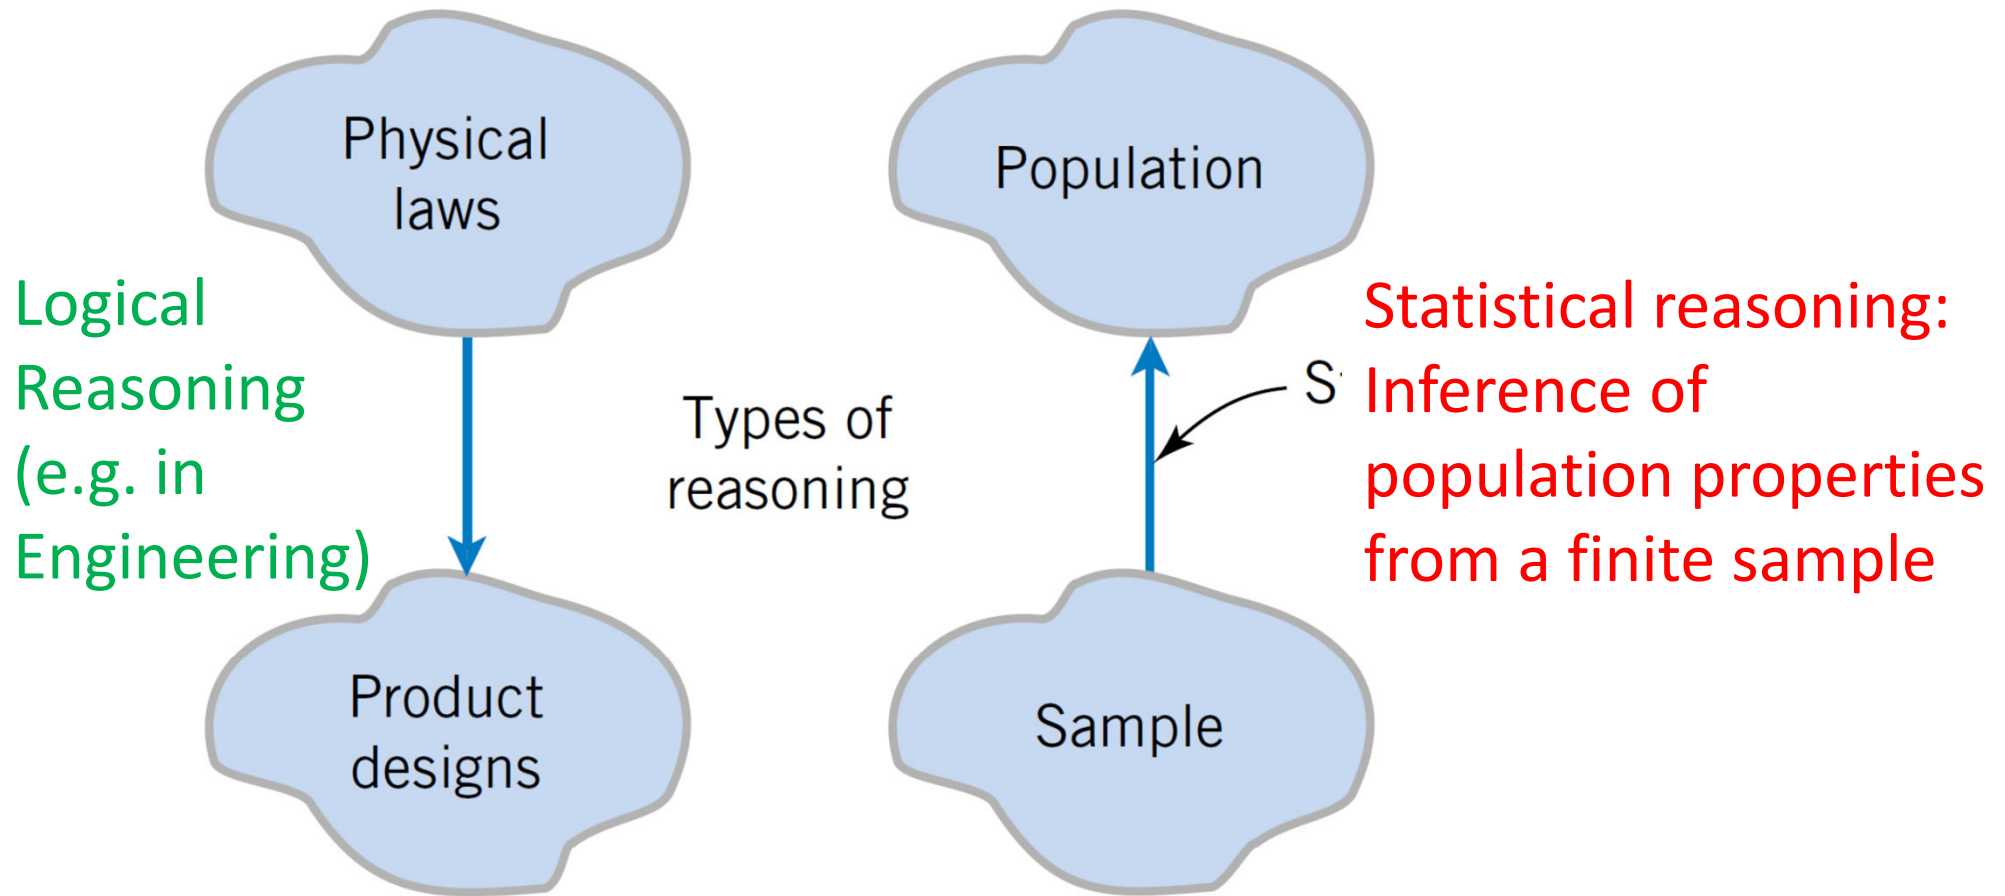 Physical
laws
Population
Logical
Reasoning
(e.g. in
Engineering)
Types of
reasoning
Statistical reasoning:
Inference of
population properties
from a finite sample
Product
designs
Sample